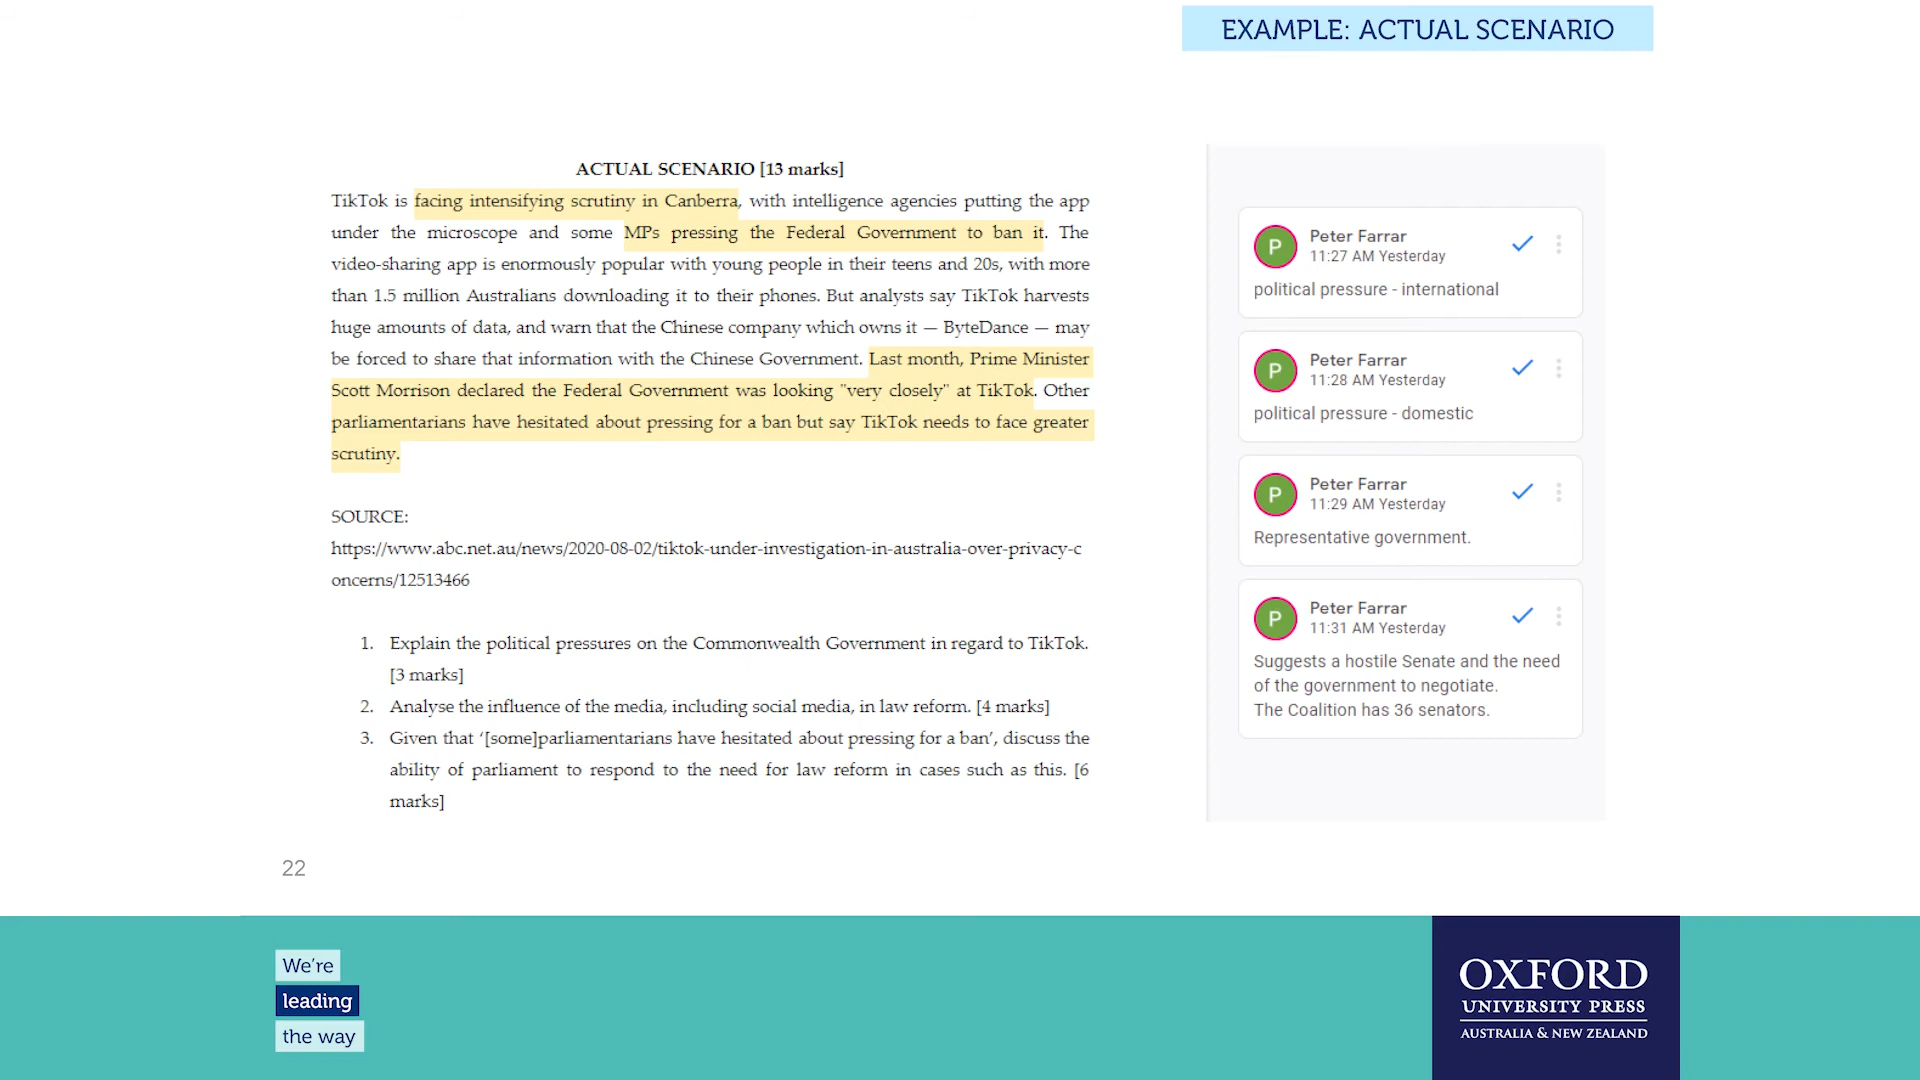 EXAMPLE: ACTUAL SCENARIO
ACTUAL SCENARIO [13 marks]
TikTok is facing intensifying scrutiny in Canberra, with intelligence agencies putting the app
under the microscope and some MPs pressing the Federal Government to ban it. The
video-sharing app is enormously popular with young people in their teens and 20s, with more
than 1.5 million Australians downloading it to their phones. But analysts say TikTok harvests
huge amounts of data, and warn that the Chinese company which owns it — ByteDance — may
be forced to share that information with the Chinese Government. Last month, Prime Minister
Scott Morrison declared the Federal Government was looking "very closely" at TikTok. Other
parliamentarians have hesitated about pressing for a ban but say TikTok needs to face greater
scrutiny.
SOURCE:
https://www.abc.net.au/news/2020-08-02/tiktok-under-investigation-in-australia-over-privacy-c
oncerns/12513466
1. Explain the political pressures on the Commonwealth Government in regard to TikTok.
[3 marks]
2. Analyse the influence of the media, including social media, in law reform. [4 marks]
3. Given that ‘[some]parliamentarians have hesitated about pressing for a ban’, discuss the
ability of parliament to respond to the need for law reform in cases such as this. [6
marks]
P
Peter Farrar
11:27 AM Yesterday
political pressure - international
P
Peter Farrar
11:28 AM Yesterday
political pressure - domestic
P
Peter Farrar
11:29 AM Yesterday
Representative government.
P
Peter Farrar
11:31 AM Yesterday
Suggests a hostile Senate and the need
of the government to negotiate.
The Coalition has 36 senators.
22
We're
leading
the way
OXFORD
UNIVERSITY PRESS
AUSTRALIA & NEW ZEALAND